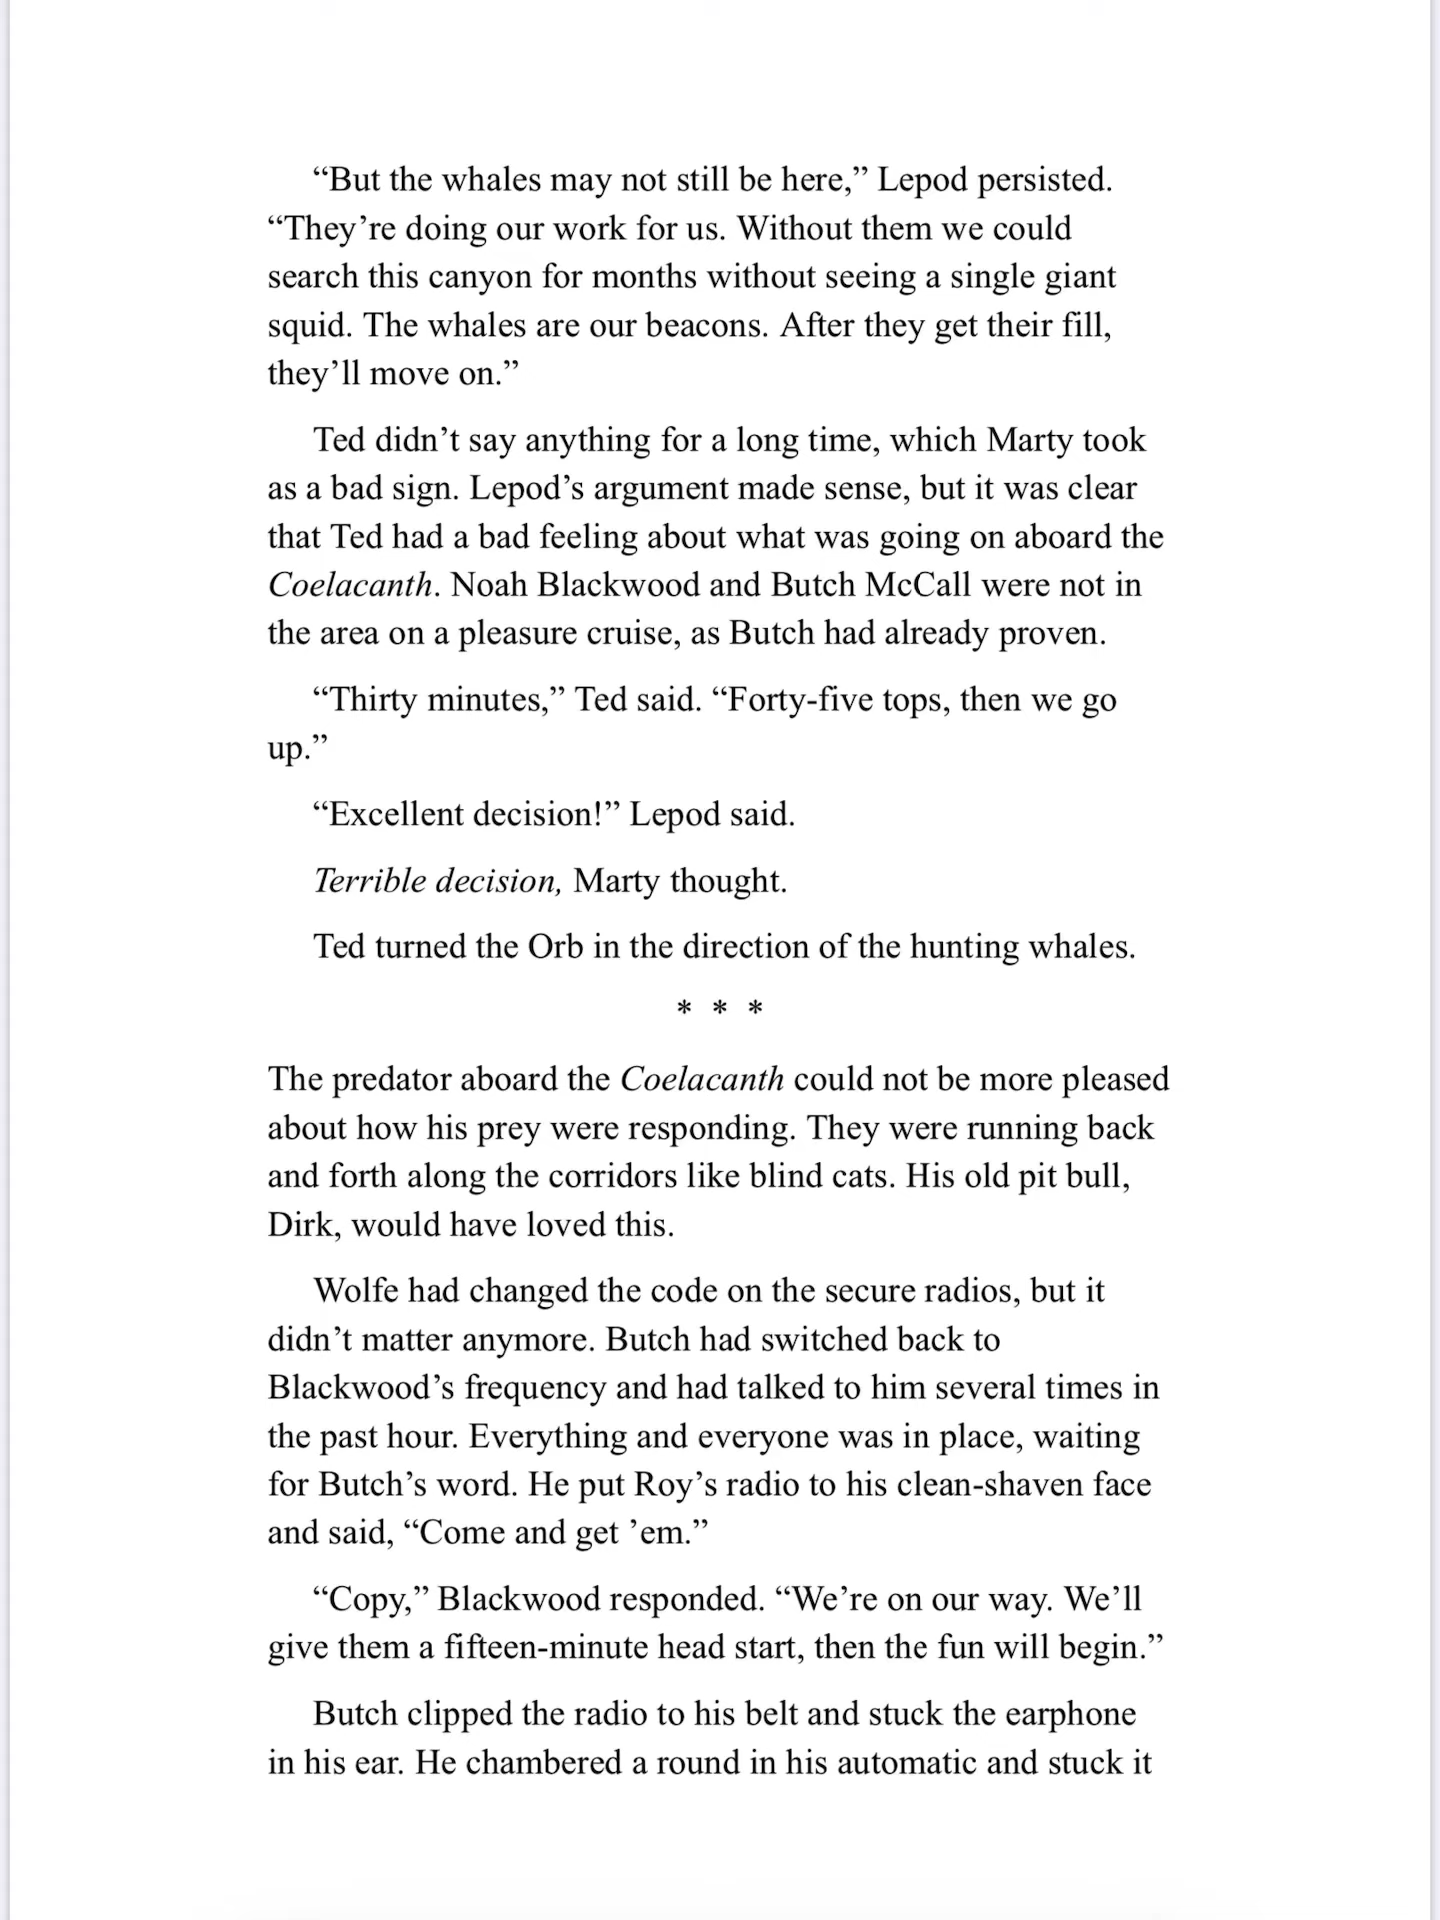 “But the whales may not still be here,” Lepod persisted.
“They’re doing our work for us. Without them we could
search this canyon for months without seeing a single giant
squid. The whales are our beacons. After they get their fill,
they’ll move on.”
Ted didn’t say anything for a long time, which Marty took
as a bad sign. Lepod’s argument made sense, but it was clear
that Ted had a bad feeling about what was going on aboard the
Coelacanth. Noah Blackwood and Butch McCall were not in
the area on a pleasure cruise, as Butch had already proven.
“Thirty minutes,” Ted said. “Forty-five tops, then we go
up.”
“Excellent decision!” Lepod said.
Terrible decision, Marty thought.
Ted turned the Orb in the direction of the hunting whales.
* * *
The predator aboard the Coelacanth could not be more pleased
about how his prey were responding. They were running back
and forth along the corridors like blind cats. His old pit bull,
Dirk, would have loved this.
Wolfe had changed the code on the secure radios, but it
didn’t matter anymore. Butch had switched back to
Blackwood’s frequency and had talked to him several times in
the past hour. Everything and everyone was in place, waiting
for Butch’s word. He put Roy’s radio to his clean-shaven face
and said, “Come and get ’em.”
“Copy,” Blackwood responded. “We’re on our way. We’ll
give them a fifteen-minute head start, then the fun will begin.”
Butch clipped the radio to his belt and stuck the earphone
in his ear. He chambered a round in his automatic and stuck it